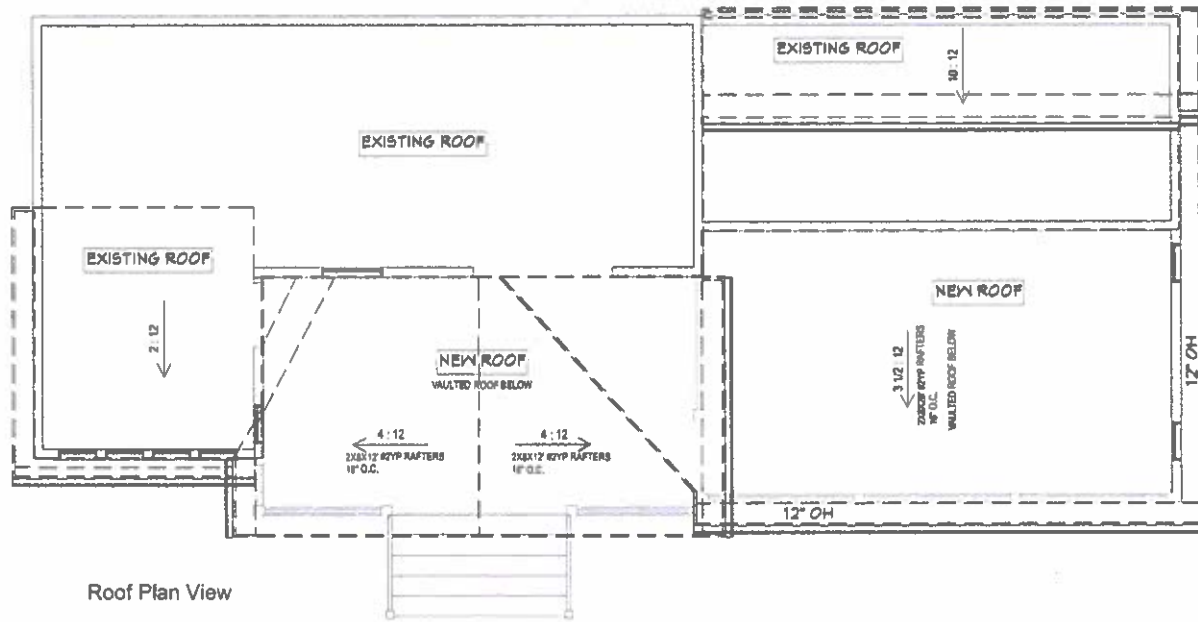 EXISTING ROOF
10 : 12
EXISTING ROOF
EXISTING ROOF
2 : 12
NEW ROOF
VAULTED ROOF BELOW
4 : 12
2X8X12' #2YP RAFTERS
16" O.C.
4 : 12
2X8X12' #2YP RAFTERS
16" O.C.
NEW ROOF
3 1/2 : 12
#2YP RAFTERS
16" O.C.
VAULTED ROOF BELOW
12" OH
12" OH
Roof Plan View